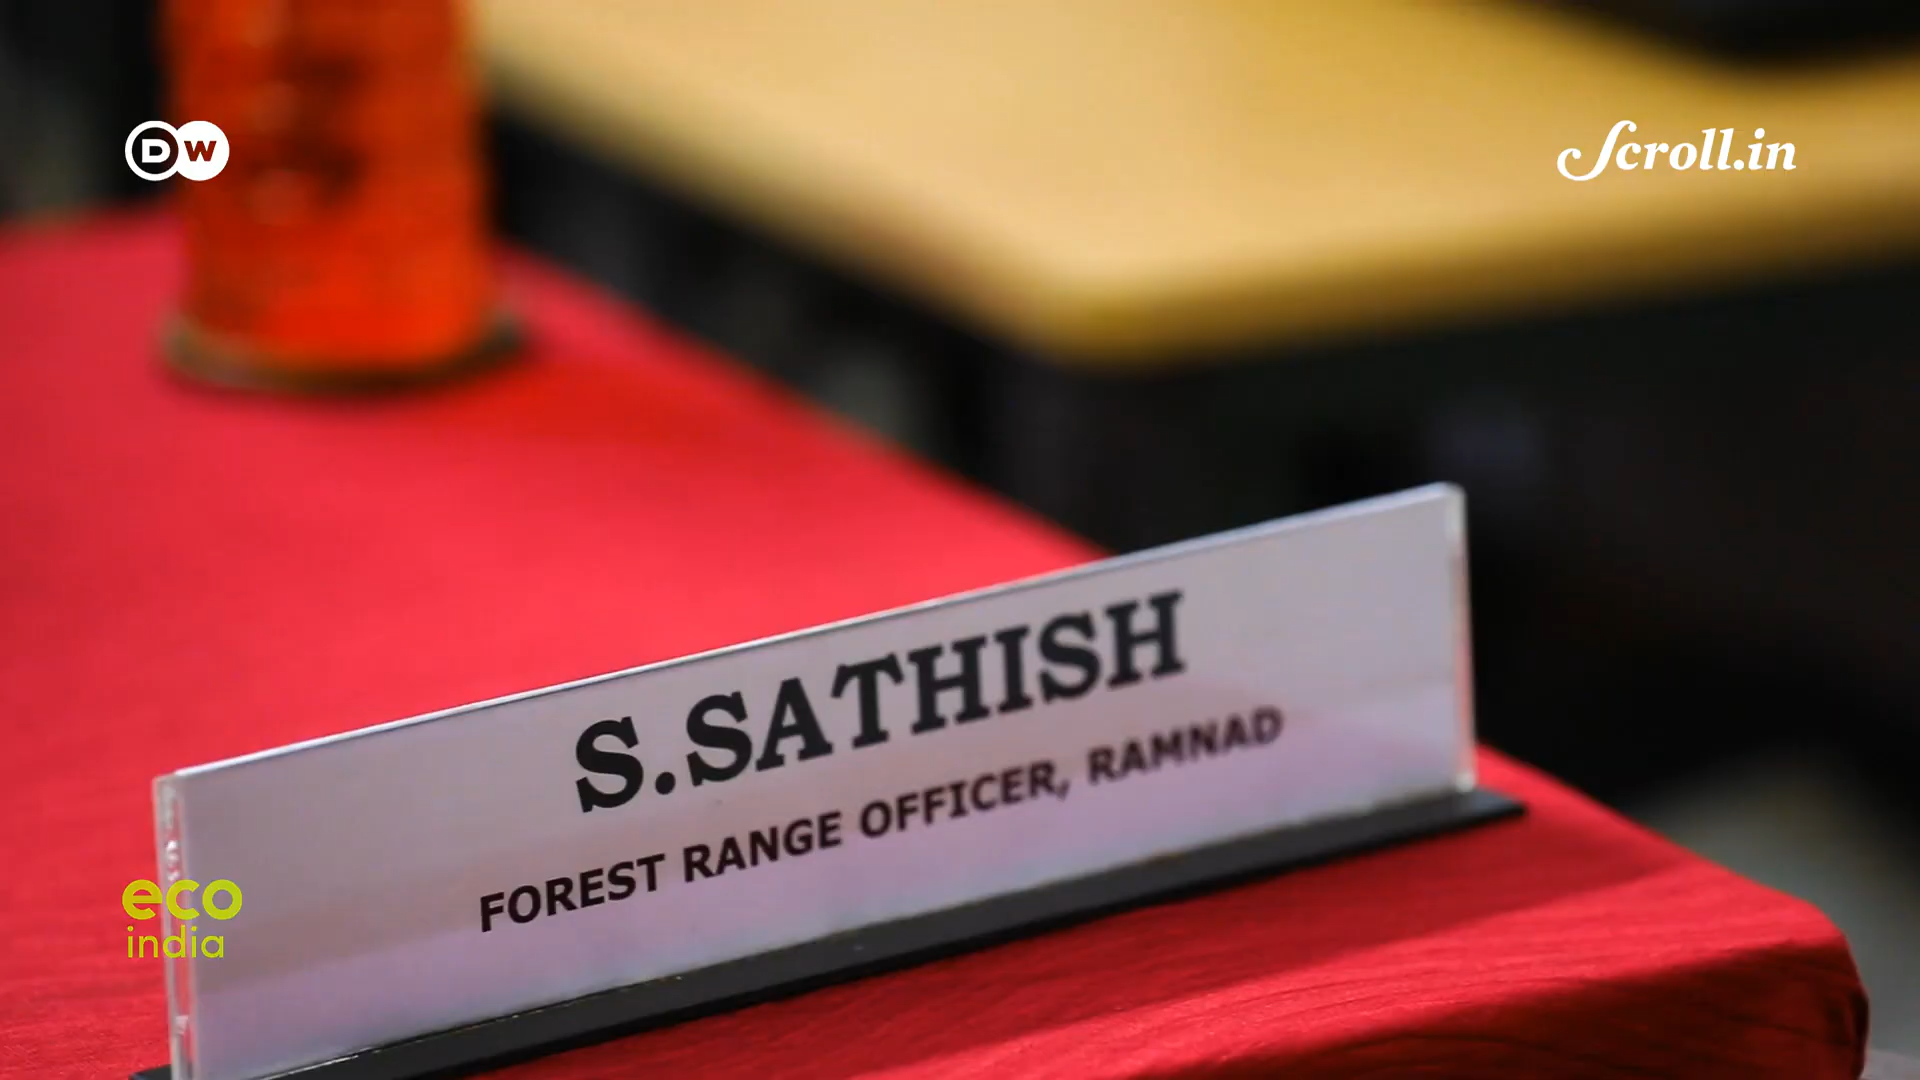 DW
Scroll.in
S.SATHISH
FOREST RANGE OFFICER, RAMNAD
eco
india